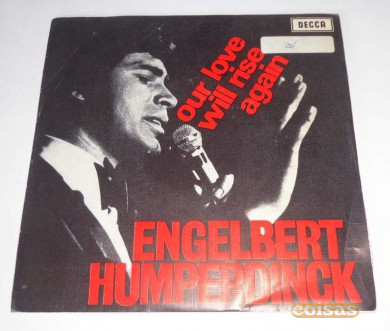 DECCA
our love
will rise
again
ENGELBERT
HUMPERDINCK
coisas